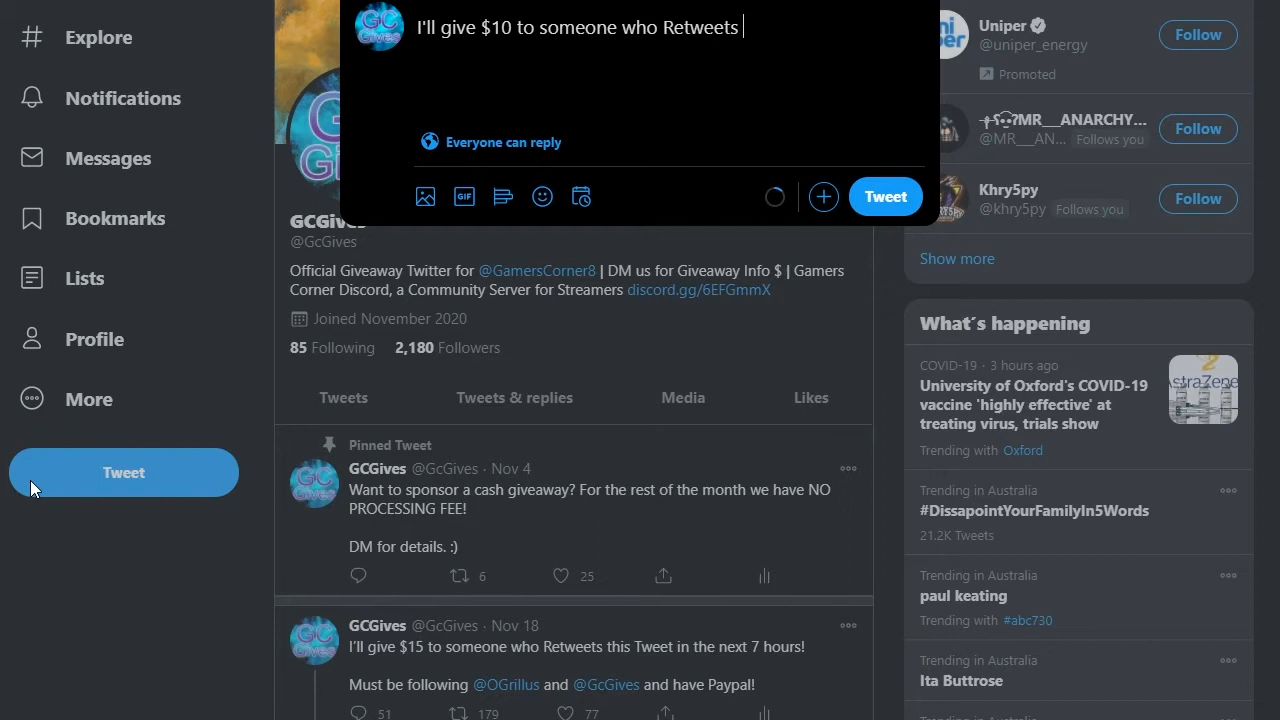 Explore
Notifications
Messages
Bookmarks
Lists
Profile
More
Tweet
GC
Gives
I'll give $10 to someone who Retweets
Everyone can reply
GIF
Tweet
@GcGives
Official Giveaway Twitter for @GamersCorner8 | DM us for Giveaway Info $ | Gamers
Corner Discord, a Community Server for Streamers discord.gg/6EFGmmX
Joined November 2020
85 Following 2,180 Followers
Tweets Tweets & replies Media Likes
Pinned Tweet
GCGives @GcGives · Nov 4
Want to sponsor a cash giveaway? For the rest of the month we have NO
PROCESSING FEE!
DM for details. :)
6 25
GCGives @GcGives · Nov 18
I'll give $15 to someone who Retweets this Tweet in the next 7 hours!
Must be following @OGrillus and @GcGives and have Paypal!
51 179 77
Uniper
@uniper_energy
Promoted
Follow
MR___ANARCHY...
@MR___AN... Follows you
Follow
Khry5py
@khry5py Follows you
Follow
Show more
What´s happening
COVID-19 · 3 hours ago
University of Oxford's COVID-19
vaccine 'highly effective' at
treating virus, trials show
Trending with Oxford
Trending in Australia
#DissapointYourFamilyIn5Words
21.2K Tweets
Trending in Australia
paul keating
Trending with #abc730
Trending in Australia
Ita Buttrose